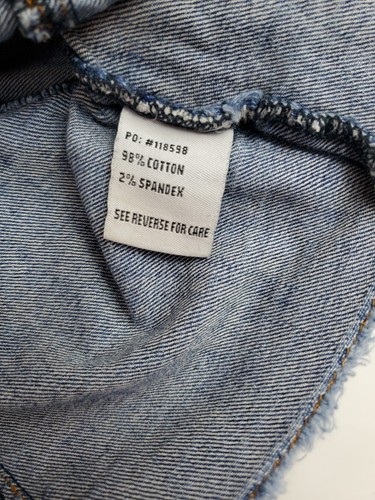 PO: #118598
98% COTTON
2% SPANDEX
SEE REVERSE FOR CARE